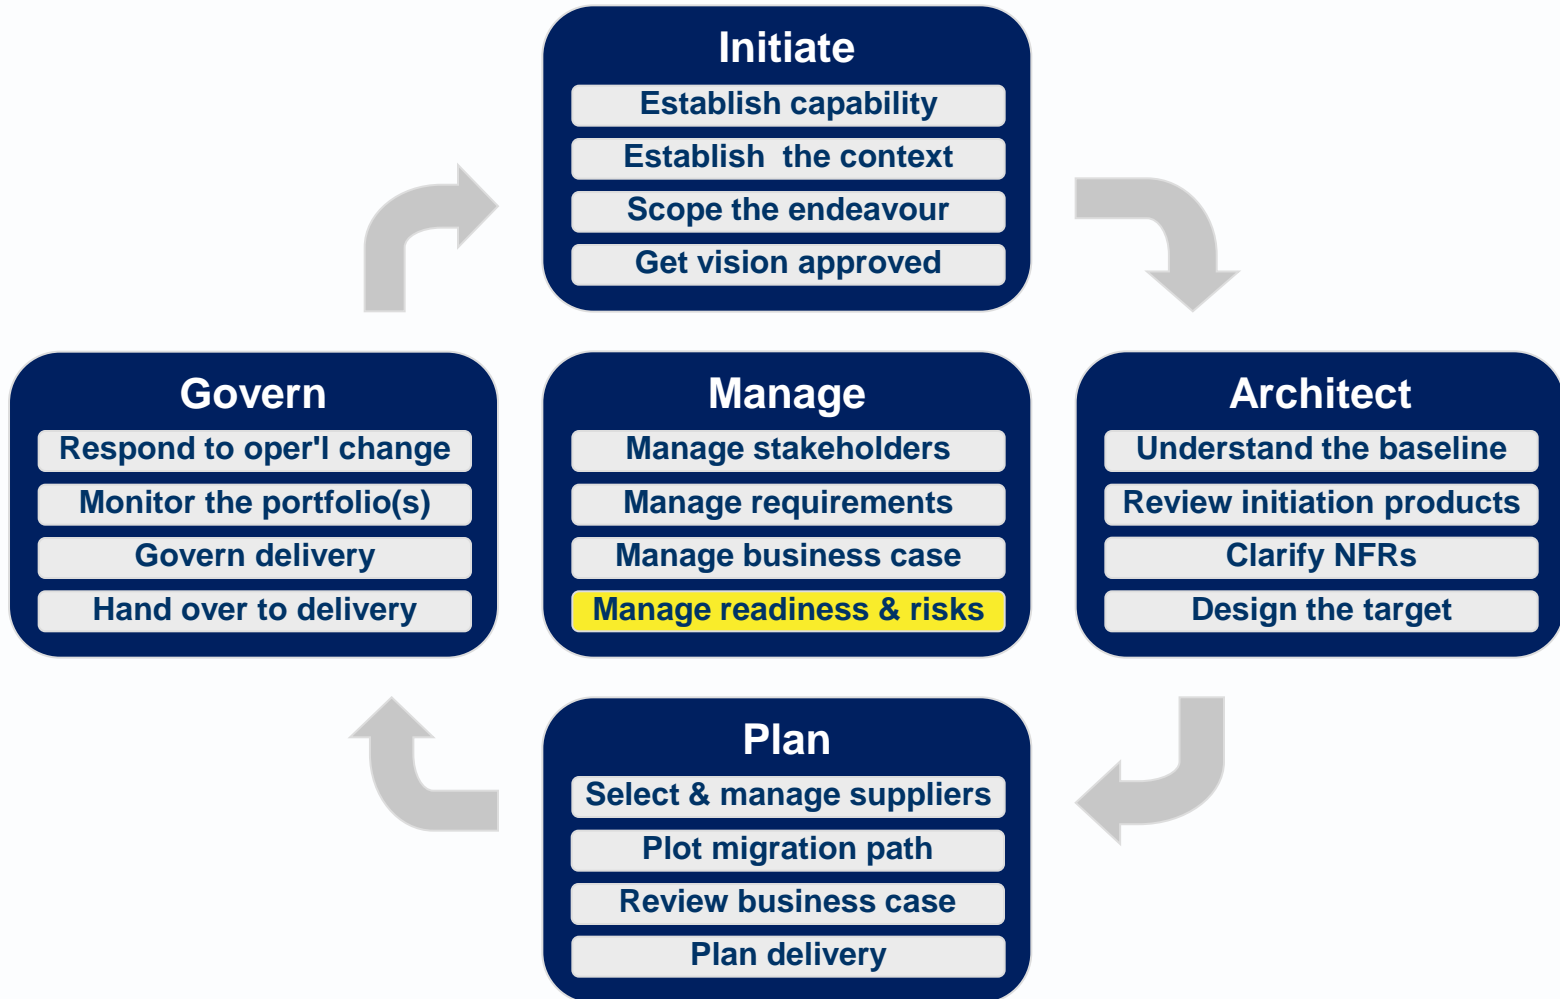 Initiate
Establish capability
Establish  the context
Scope the endeavour
Get vision approved
Govern
Respond to oper'l change
Monitor the portfolio(s)
Govern delivery
Hand over to delivery
Manage
Manage stakeholders
Manage requirements
Manage business case
Manage readiness & risks
Architect
Understand the baseline
Review initiation products
Clarify NFRs
Design the target
Plan
Select & manage suppliers
Plot migration path
Review business case
Plan delivery